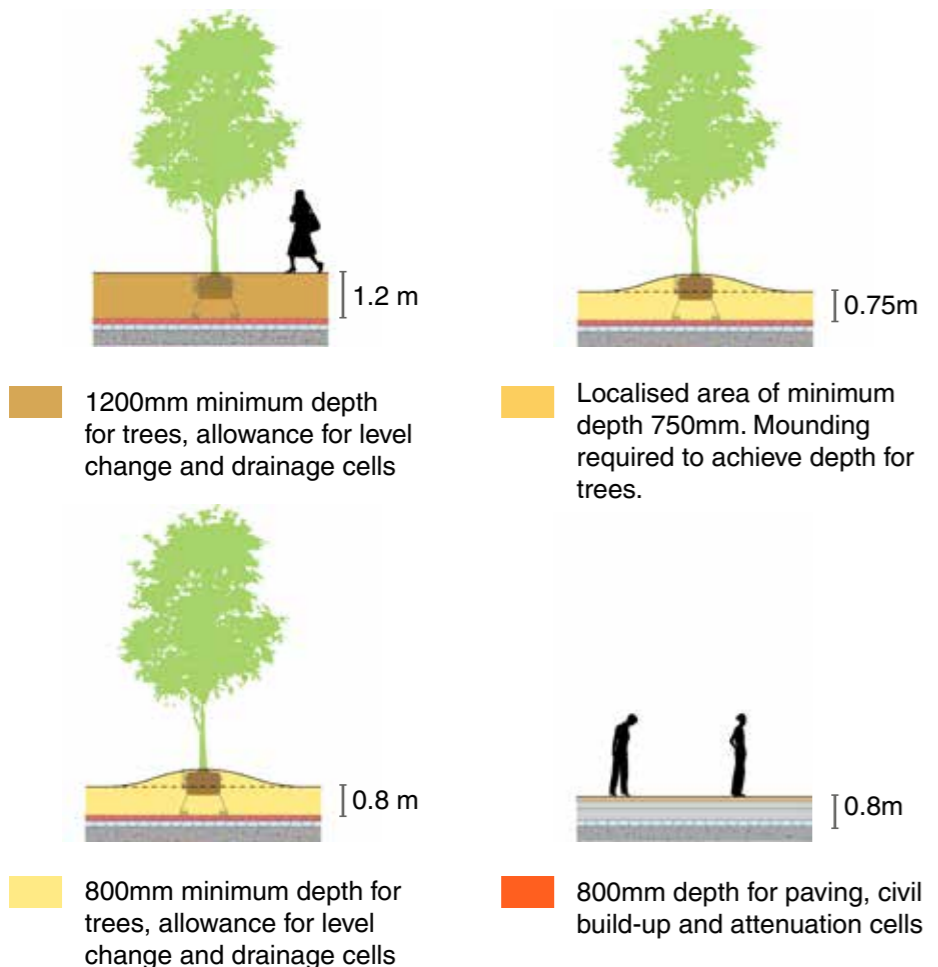 1.2 m
0.75m
1200mm minimum depth
for trees, allowance for level
change and drainage cells
Localised area of minimum
depth 750mm. Mounding
required to achieve depth for
trees.
0.8 m
0.8m
800mm minimum depth for
trees, allowance for level
change and drainage cells
800mm depth for paving, civil
build-up and attenuation cells